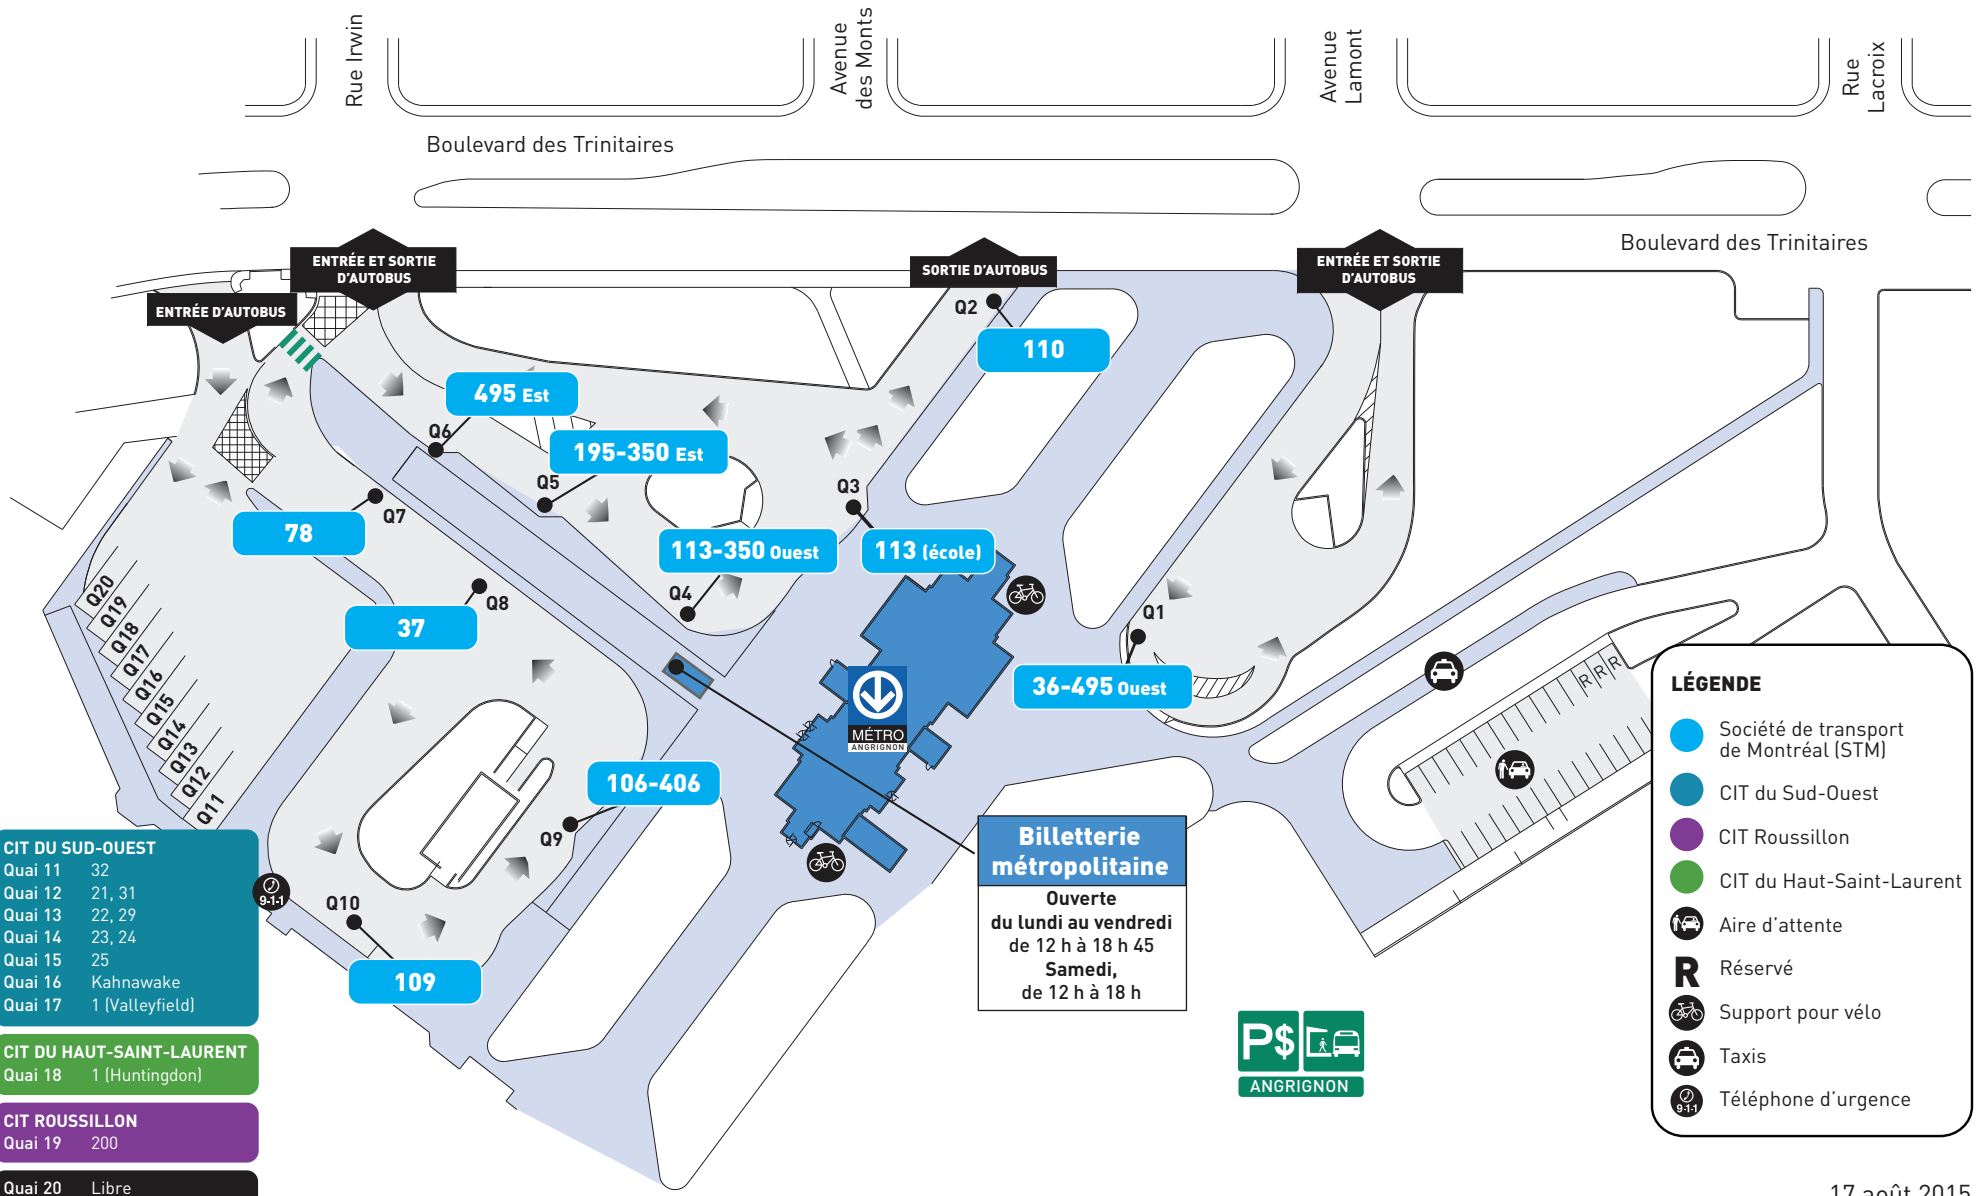 Rue Irwin
Avenue
des Monts
Avenue
Lamont
Rue
Lacroix
Boulevard des Trinitaires
Boulevard des Trinitaires
ENTRÉE ET SORTIE
D'AUTOBUS
SORTIE D'AUTOBUS
ENTRÉE ET SORTIE
D'AUTOBUS
ENTRÉE D'AUTOBUS
Q2
110
495 Est
Q6
195-350 Est
Q5
Q3
78
Q7
113-350 Ouest
113 (école)
Q4
Q8
37
Q1
36-495 Ouest
Q20
Q19
Q18
Q17
Q16
Q15
Q14
Q13
Q12
Q11
R R R
MÉTRO
ANGRIGNON
106-406
Q9
Q10
109
9-1-1
Billetterie
métropolitaine
Ouverte
du lundi au vendredi
de 12 h à 18 h 45
Samedi,
de 12 h à 18 h
P$
ANGRIGNON
CIT DU SUD-OUEST
Quai 11 32
Quai 12 21, 31
Quai 13 22, 29
Quai 14 23, 24
Quai 15 25
Quai 16 Kahnawake
Quai 17 1 (Valleyfield)
CIT DU HAUT-SAINT-LAURENT
Quai 18 1 (Huntingdon)
CIT ROUSSILLON
Quai 19 200
Quai 20 Libre
LÉGENDE
Société de transport
de Montréal (STM)
CIT du Sud-Ouest
CIT Roussillon
CIT du Haut-Saint-Laurent
Aire d'attente
R Réservé
Support pour vélo
Taxis
9-1-1 Téléphone d'urgence
17 août 2015